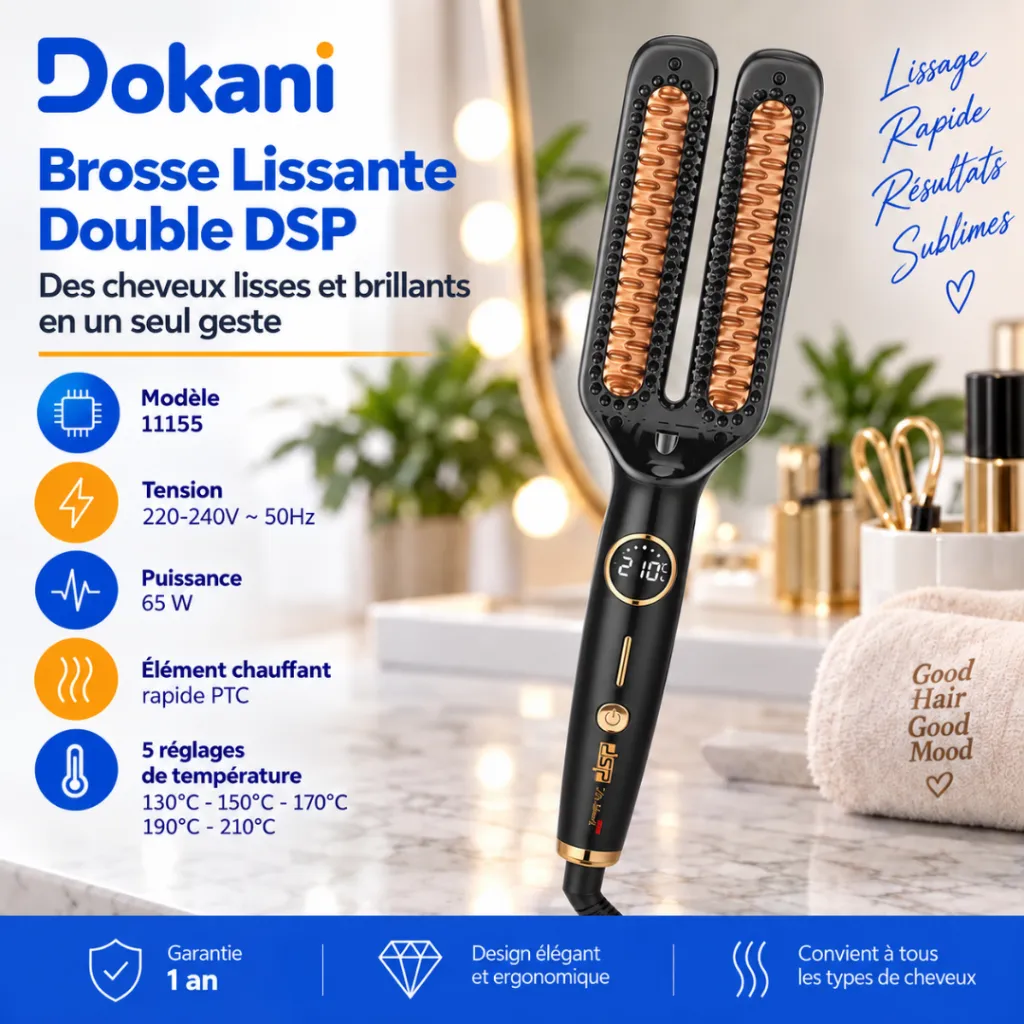 Dokani
Brosse Lissante
Double DSP
Des cheveux lisses et brillants
en un seul geste
Lissage
Rapide
Résultats
Sublimes
Modèle
11155
Tension
220-240V ~ 50Hz
Puissance
65 W
Élément chauffant
rapide PTC
5 réglages
de température
130°C - 150°C - 170°C
190°C - 210°C
210°C
dsp
Good
Hair
Good
Mood
Garantie
1 an
Design élégant
et ergonomique
Convient à tous
les types de cheveux